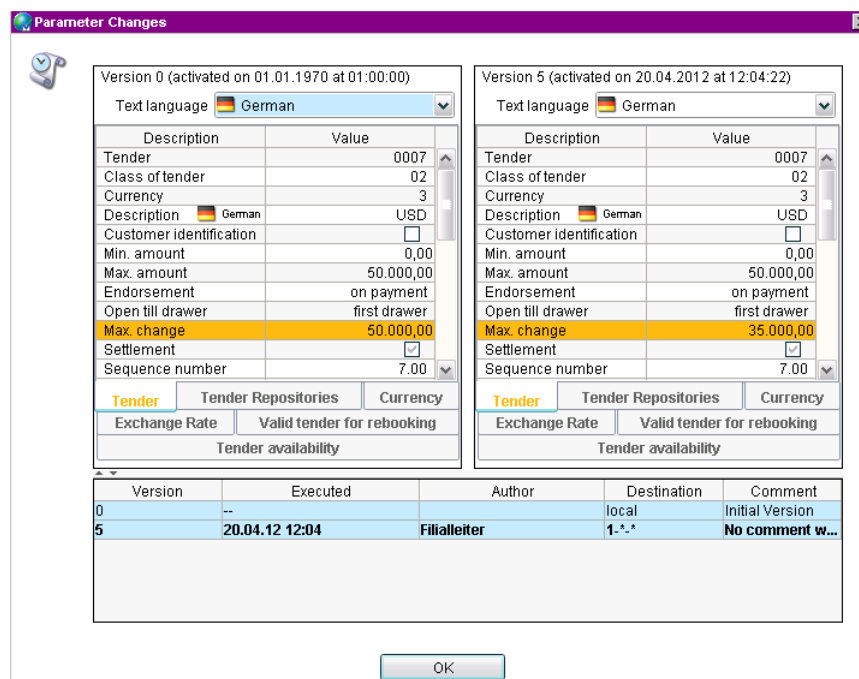 Parameter Changes
Version 0 (activated on 01.01.1970 at 01:00:00)
Text language German
Description Value
Tender 0007
Class of tender 02
Currency 3
Description German USD
Customer identification
Min. amount 0,00
Max. amount 50.000,00
Endorsement on payment
Open till drawer first drawer
Max. change 50.000,00
Settlement
Sequence number 7.00
Tender Tender Repositories Currency
Exchange Rate Valid tender for rebooking
Tender availability
Version 5 (activated on 20.04.2012 at 12:04:22)
Text language German
Description Value
Tender 0007
Class of tender 02
Currency 3
Description German USD
Customer identification
Min. amount 0,00
Max. amount 50.000,00
Endorsement on payment
Open till drawer first drawer
Max. change 35.000,00
Settlement
Sequence number 7.00
Tender Tender Repositories Currency
Exchange Rate Valid tender for rebooking
Tender availability
Version Executed Author Destination Comment
0 -- local Initial Version
5 20.04.12 12:04 Filialleiter 1-*-* No comment w...
OK